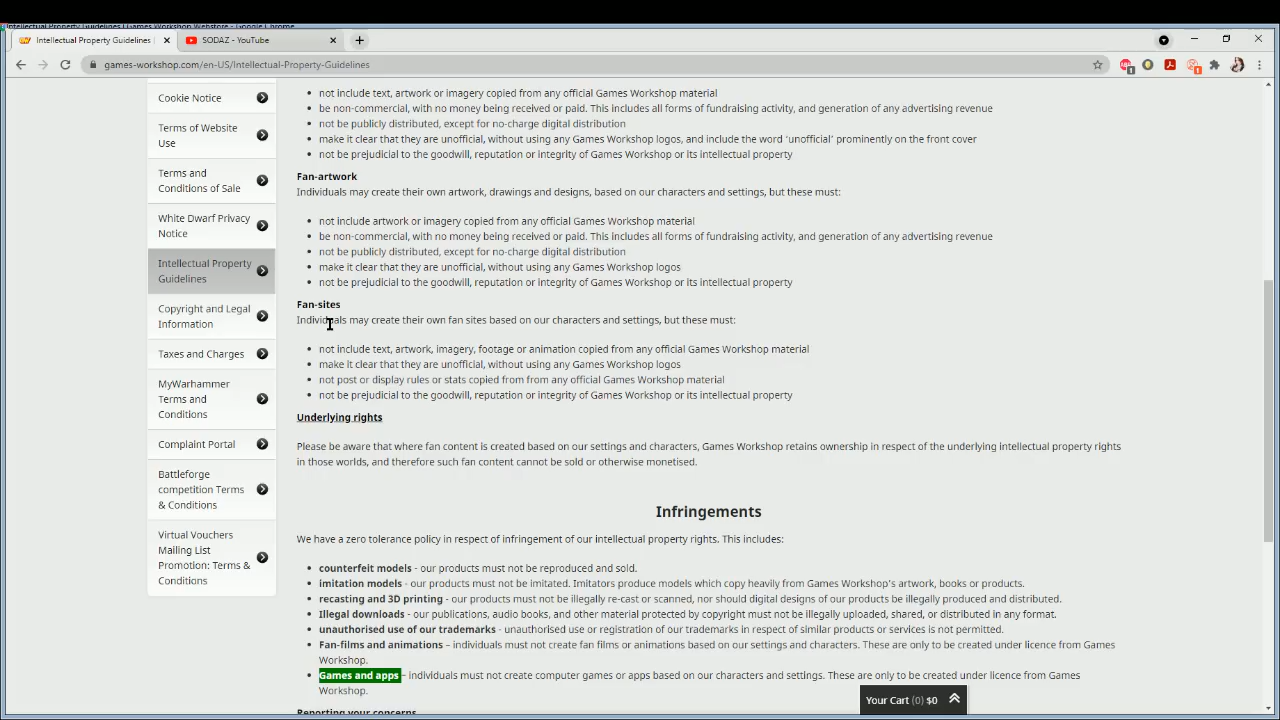 Intellectual Property Guidelines | Games Workshop Webstore - Google Chrome
Intellectual Property Guidelines |
SODAZ - YouTube
games-workshop.com/en-US/Intellectual-Property-Guidelines
Cookie Notice
Terms of Website
Use
Terms and
Conditions of Sale
White Dwarf Privacy
Notice
Intellectual Property
Guidelines
Copyright and Legal
Information
Taxes and Charges
MyWarhammer
Terms and
Conditions
Complaint Portal
Battleforge
competition Terms
& Conditions
Virtual Vouchers
Mailing List
Promotion: Terms &
Conditions
• not include text, artwork or imagery copied from any official Games Workshop material
• be non-commercial, with no money being received or paid. This includes all forms of fundraising activity, and generation of any advertising revenue
• not be publicly distributed, except for no-charge digital distribution
• make it clear that they are unofficial, without using any Games Workshop logos, and include the word 'unofficial' prominently on the front cover
• not be prejudicial to the goodwill, reputation or integrity of Games Workshop or its intellectual property
Fan-artwork
Individuals may create their own artwork, drawings and designs, based on our characters and settings, but these must:
• not include artwork or imagery copied from any official Games Workshop material
• be non-commercial, with no money being received or paid. This includes all forms of fundraising activity, and generation of any advertising revenue
• not be publicly distributed, except for no-charge digital distribution
• make it clear that they are unofficial, without using any Games Workshop logos
• not be prejudicial to the goodwill, reputation or integrity of Games Workshop or its intellectual property
Fan-sites
Individuals may create their own fan sites based on our characters and settings, but these must:
• not include text, artwork, imagery, footage or animation copied from any official Games Workshop material
• make it clear that they are unofficial, without using any Games Workshop logos
• not post or display rules or stats copied from from any official Games Workshop material
• not be prejudicial to the goodwill, reputation or integrity of Games Workshop or its intellectual property
Underlying rights
Please be aware that where fan content is created based on our settings and characters, Games Workshop retains ownership in respect of the underlying intellectual property rights
in those worlds, and therefore such fan content cannot be sold or otherwise monetised.
Infringements
We have a zero tolerance policy in respect of infringement of our intellectual property rights. This includes:
• counterfeit models - our products must not be reproduced and sold.
• imitation models - our products must not be imitated. Imitators produce models which copy heavily from Games Workshop's artwork, books or products.
• recasting and 3D printing - our products must not be illegally re-cast or scanned, nor should digital designs of our products be illegally produced and distributed.
• Illegal downloads - our publications, audio books, and other material protected by copyright must not be illegally uploaded, shared, or distributed in any format.
• unauthorised use of our trademarks - unauthorised use or registration of our trademarks in respect of similar products or services is not permitted.
• Fan-films and animations – individuals must not create fan films or animations based on our settings and characters. These are only to be created under licence from Games
Workshop.
• Games and apps – individuals must not create computer games or apps based on our characters and settings. These are only to be created under licence from Games
Workshop.
Reporting your concerns
Your Cart (0) $0